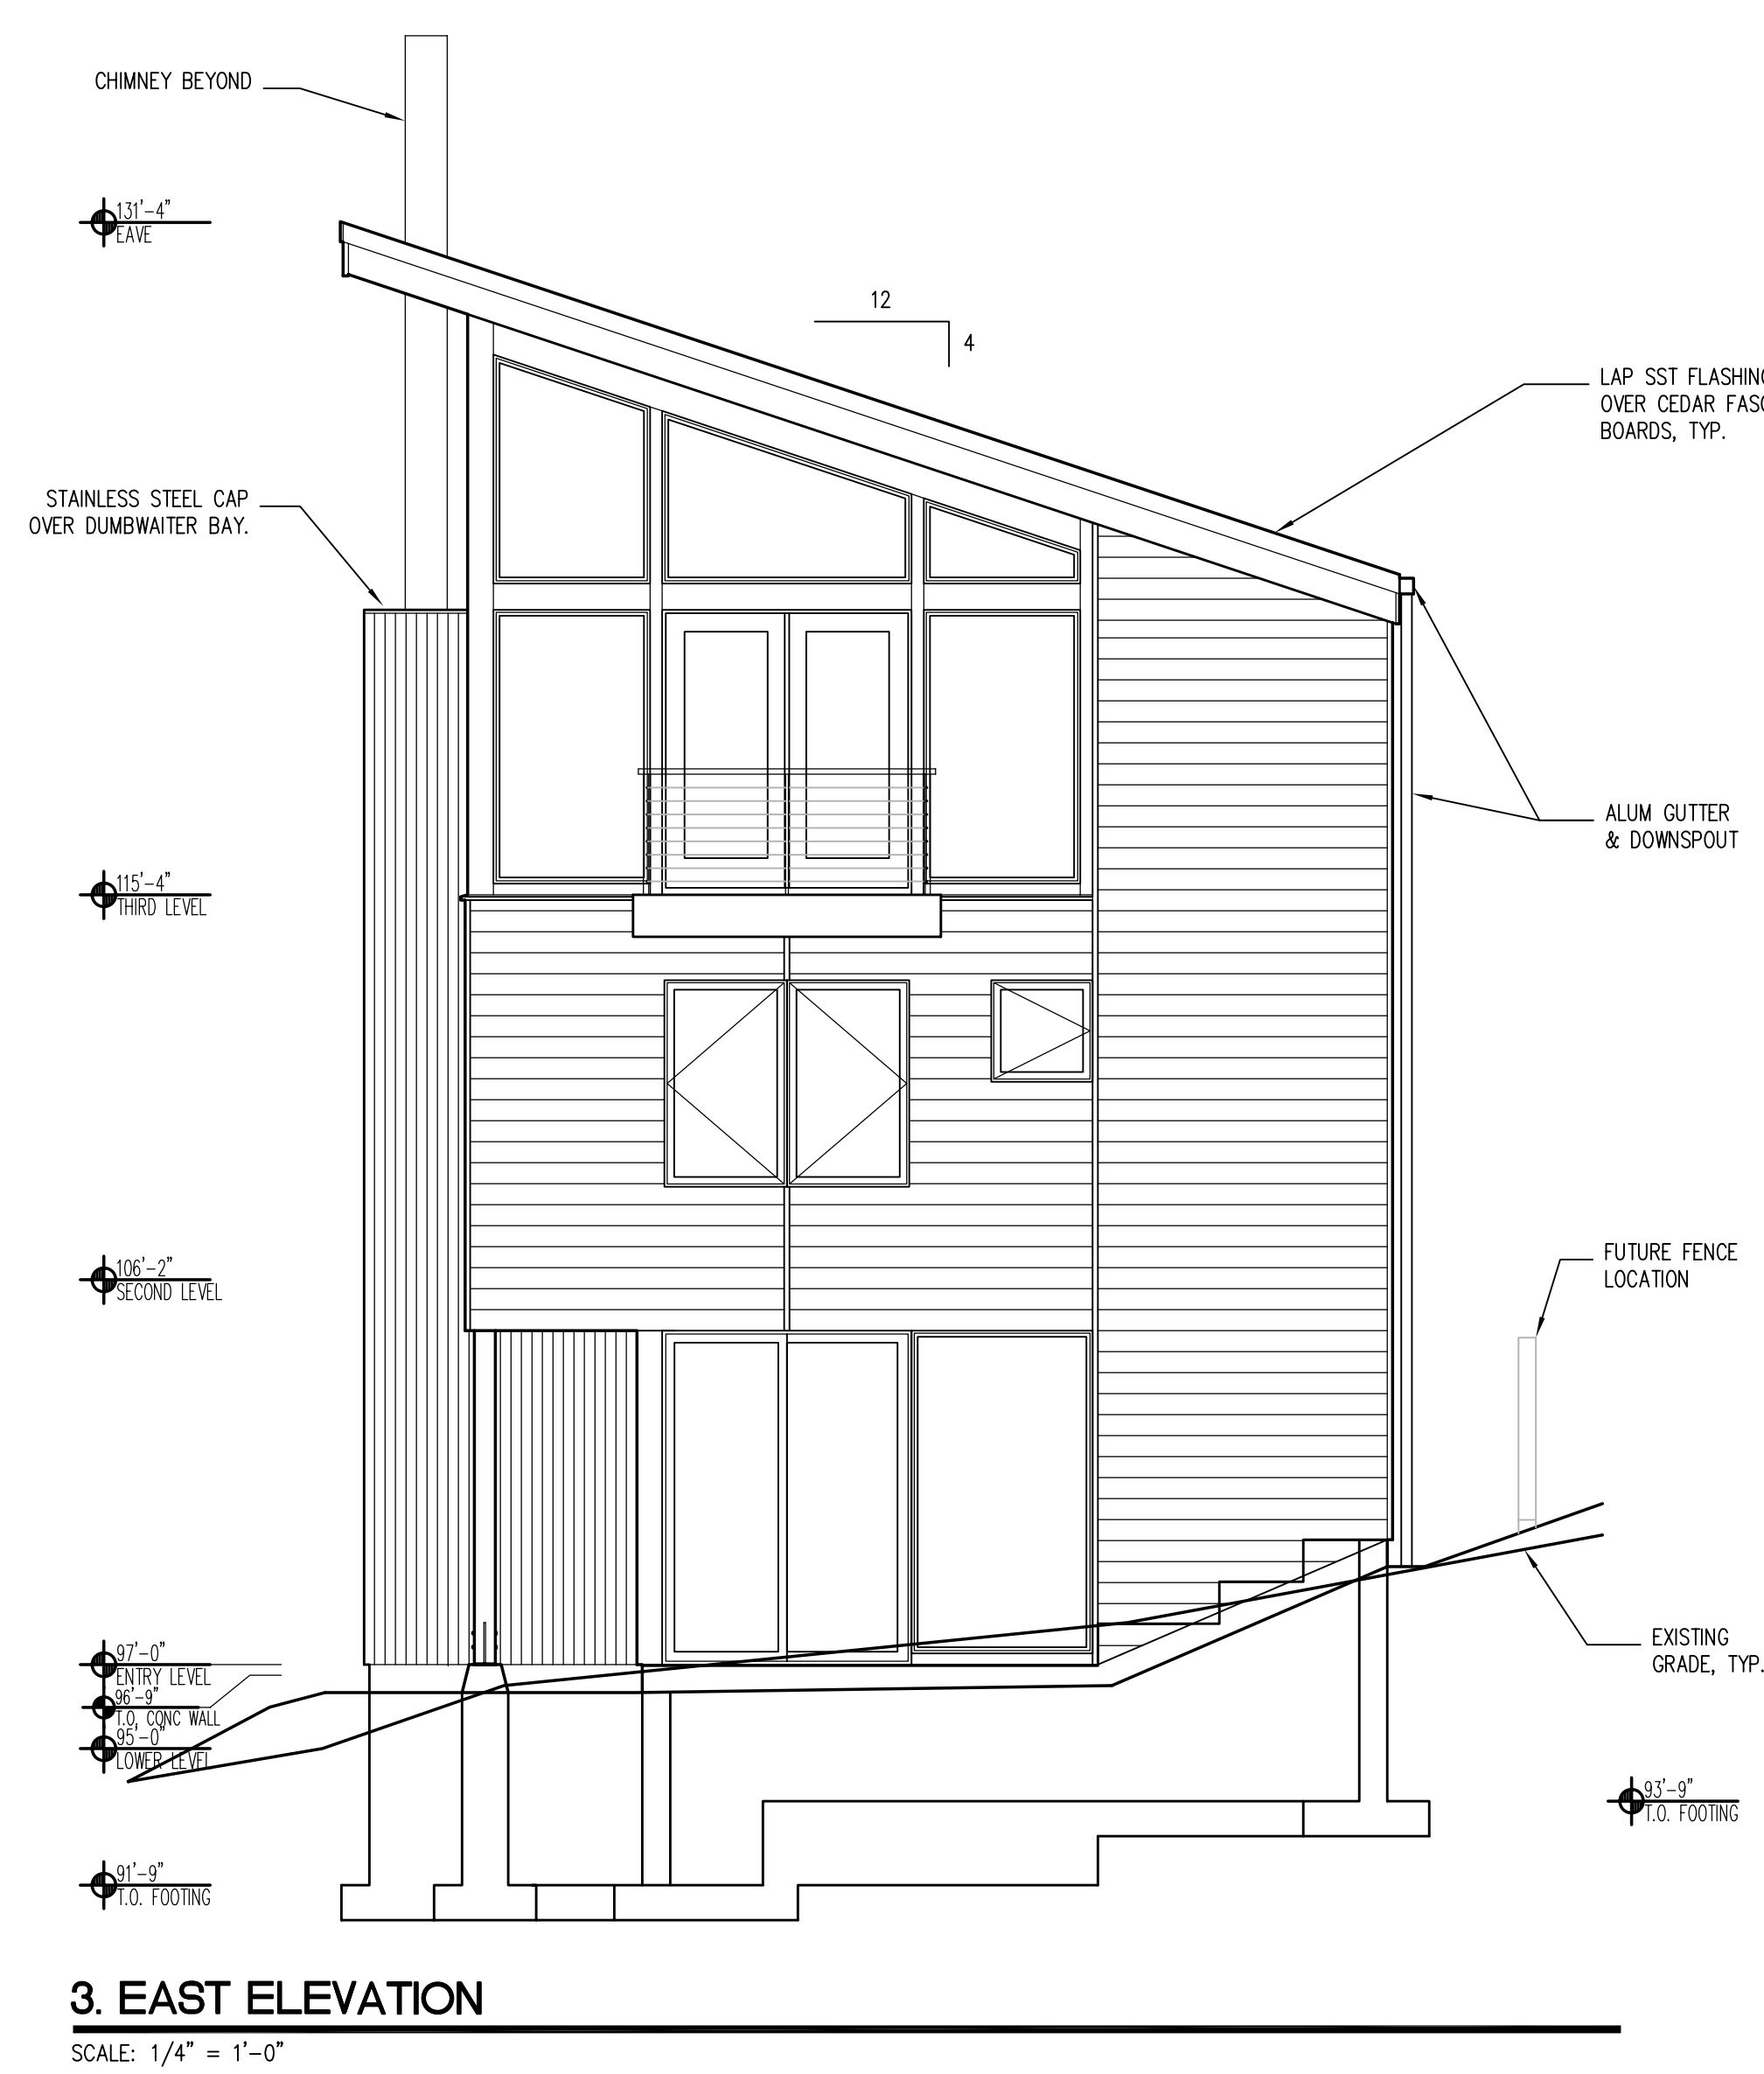 CHIMNEY BEYOND
131'-4"
EAVE
12
4
LAP SST FLASHING
OVER CEDAR FASC
BOARDS, TYP.
STAINLESS STEEL CAP
OVER DUMBWAITER BAY.
ALUM GUTTER
& DOWNSPOUT
115'-4"
THIRD LEVEL
FUTURE FENCE
LOCATION
106'-2"
SECOND LEVEL
EXISTING
GRADE, TYP.
97'-0"
ENTRY LEVEL
96'-9"
T.O. CONC WALL
95'-0"
LOWER LEVEL
93'-9"
T.O. FOOTING
91'-9"
T.O. FOOTING
3. EAST ELEVATION
SCALE: 1/4" = 1'-0"